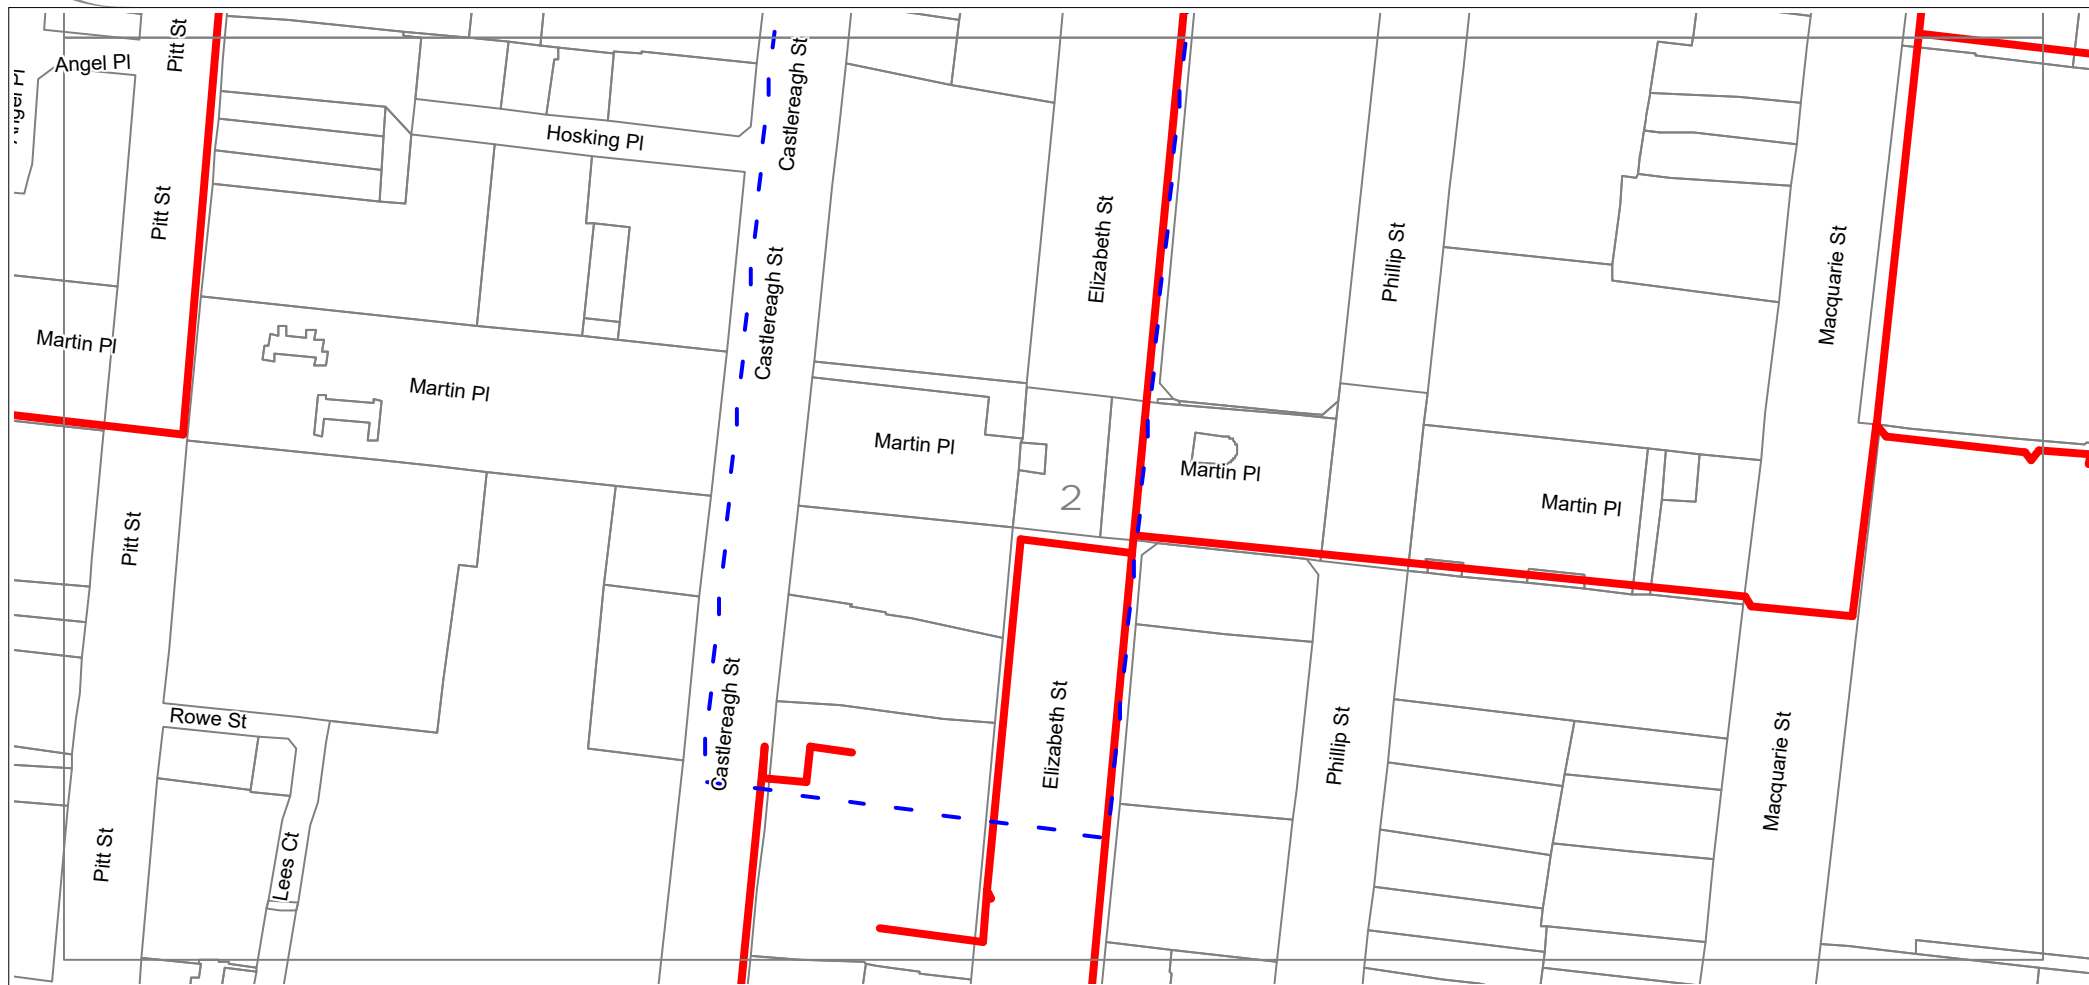 Pitt St
Angel Pl
Angel Pl
Castlereagh St
Hosking Pl
Pitt St
Elizabeth St
Phillip St
Macquarie St
Castlereagh St
Martin Pl
Martin Pl
Martin Pl
Martin Pl
Martin Pl
2
Pitt St
Castlereagh St
Elizabeth St
Phillip St
Macquarie St
Rowe St
Pitt St
Lees Ct